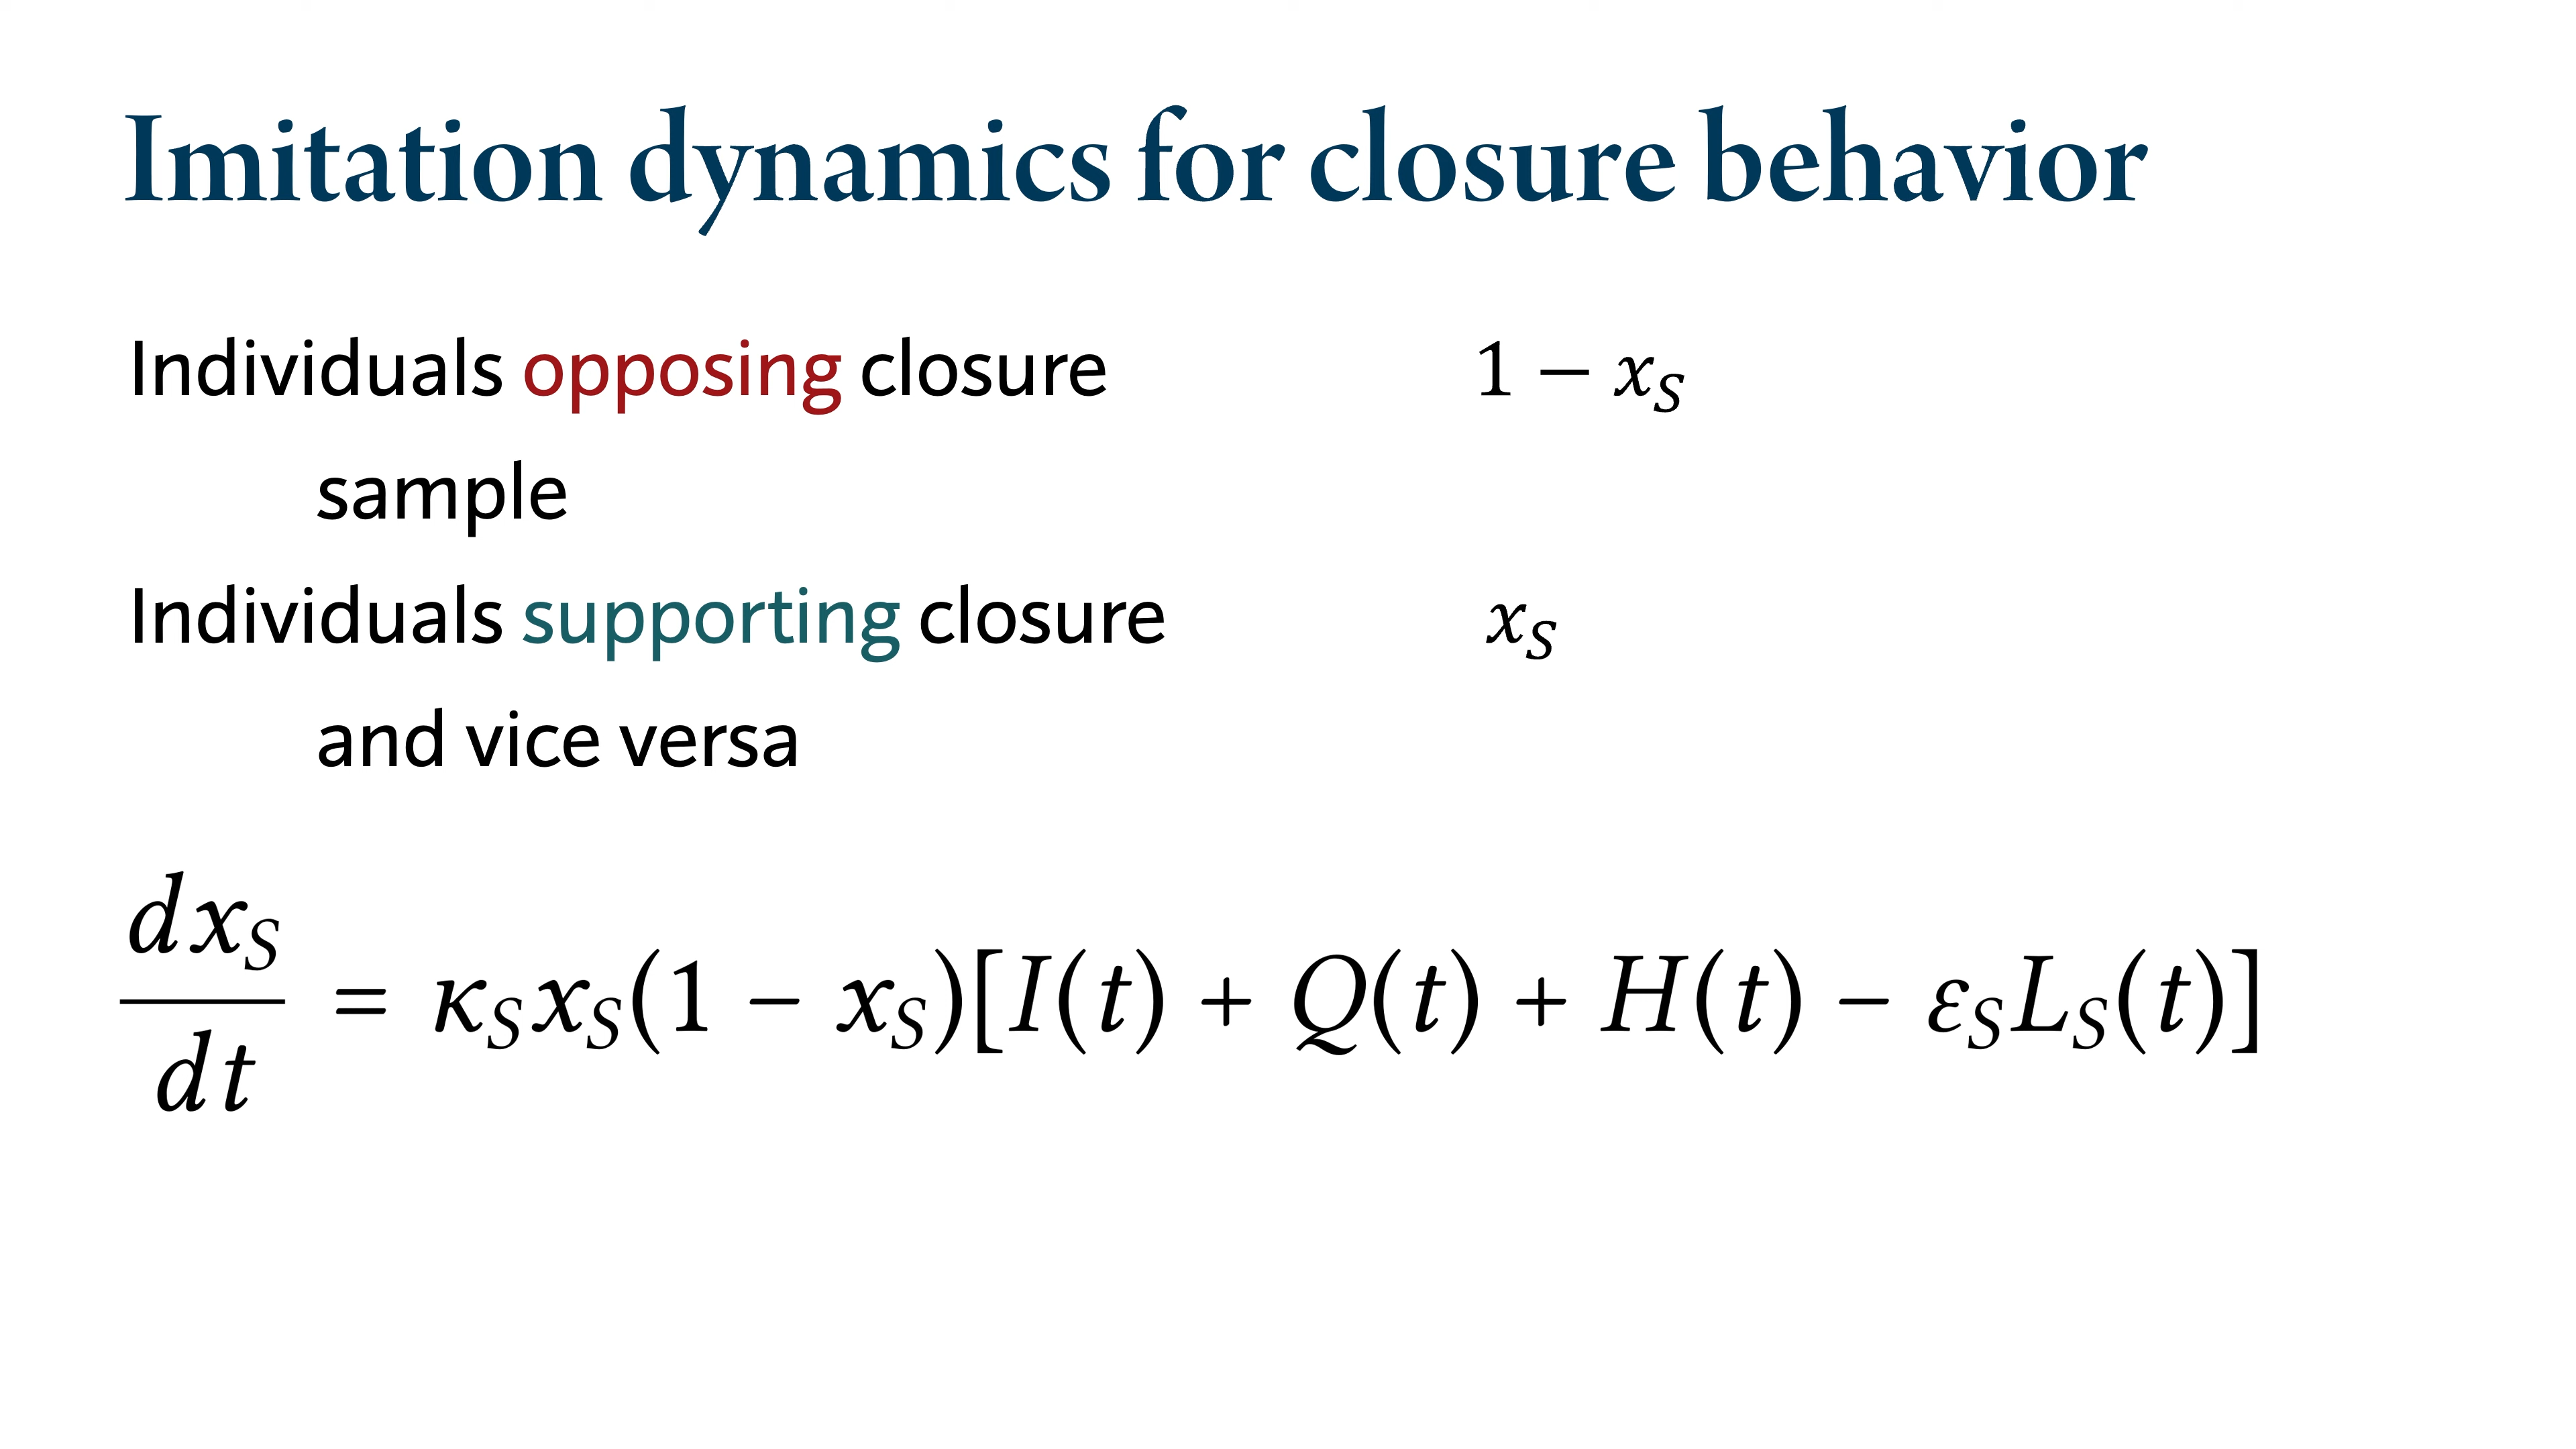 Imitation dynamics for closure behavior
Individuals opposing closure 1 − x_S
sample
Individuals supporting closure x_S
and vice versa
dx_S/dt = κ_S x_S(1 − x_S)[I(t) + Q(t) + H(t) − ε_S L_S(t)]